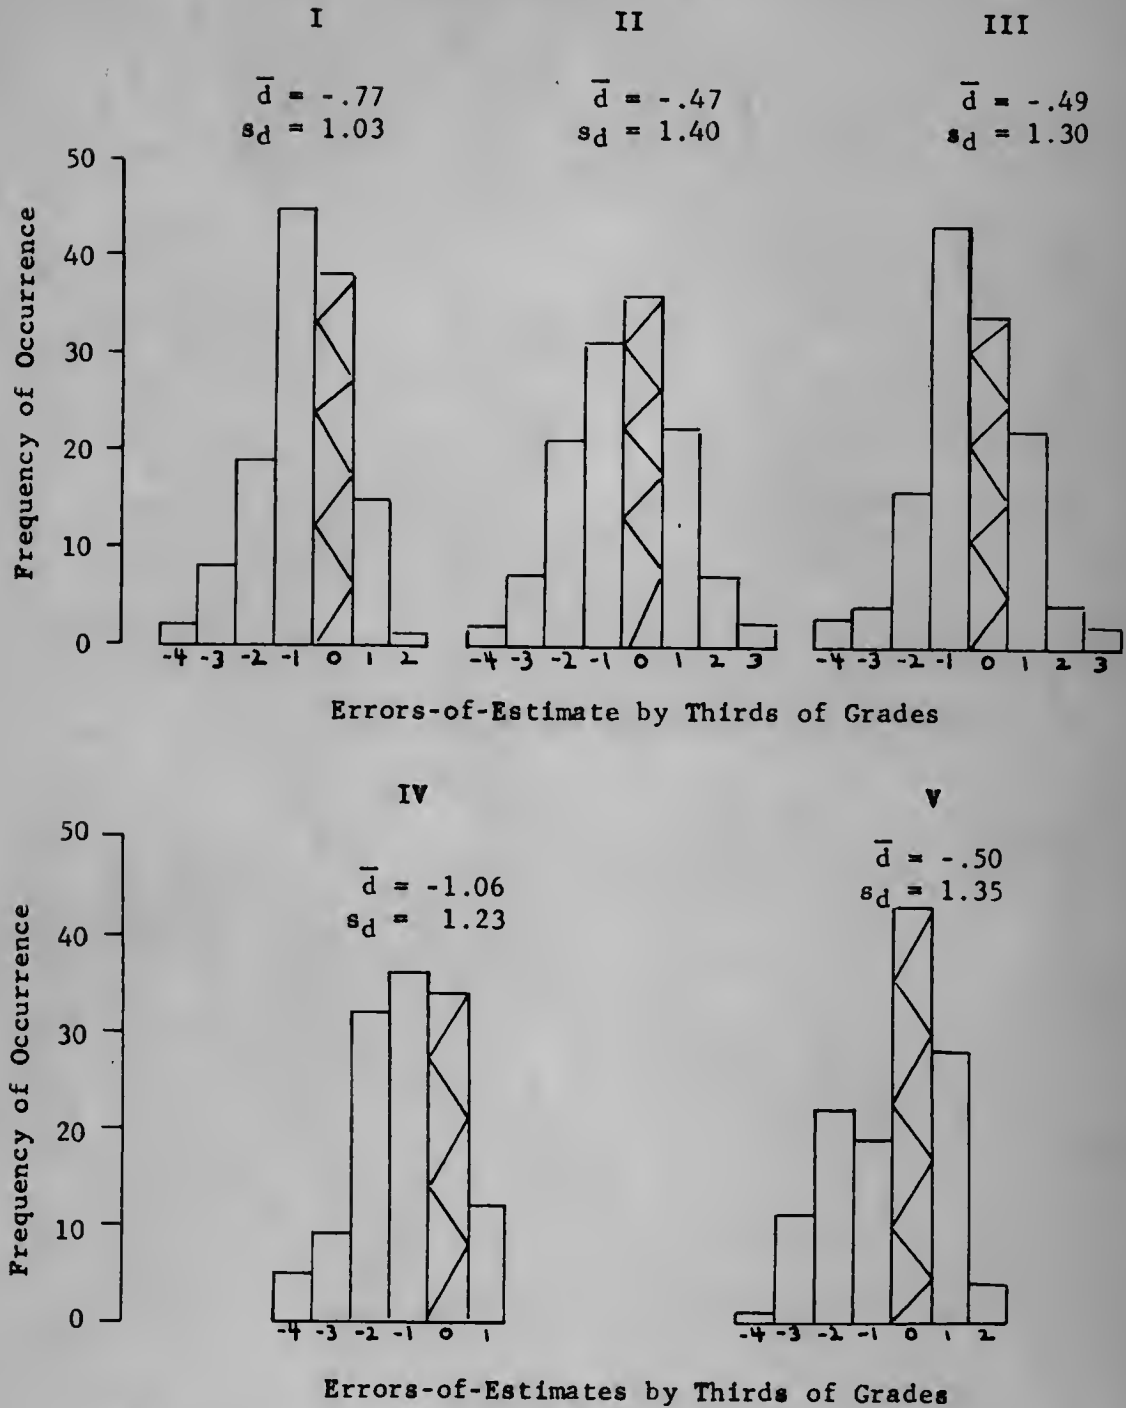 I
II
III
d̄ = -.77
s_d = 1.03
d̄ = -.47
s_d = 1.40
d̄ = -.49
s_d = 1.30
Frequency of Occurrence
50
40
30
20
10
0
-4 -3 -2 -1 0 1 2
-4 -3 -2 -1 0 1 2 3
-4 -3 -2 -1 0 1 2 3
Errors-of-Estimate by Thirds of Grades
IV
V
d̄ = -1.06
s_d = 1.23
d̄ = -.50
s_d = 1.35
Frequency of Occurrence
50
40
30
20
10
0
-4 -3 -2 -1 0 1
-4 -3 -2 -1 0 1 2
Errors-of-Estimates by Thirds of Grades